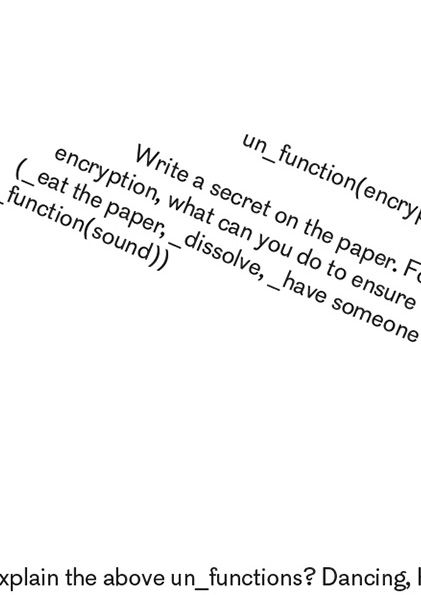 un_function(encryp
Write a secret on the paper. Fo
encryption, what can you do to ensure
(_eat the paper, _dissolve, _have someone
_function(sound))
xplain the above un_functions? Dancing,